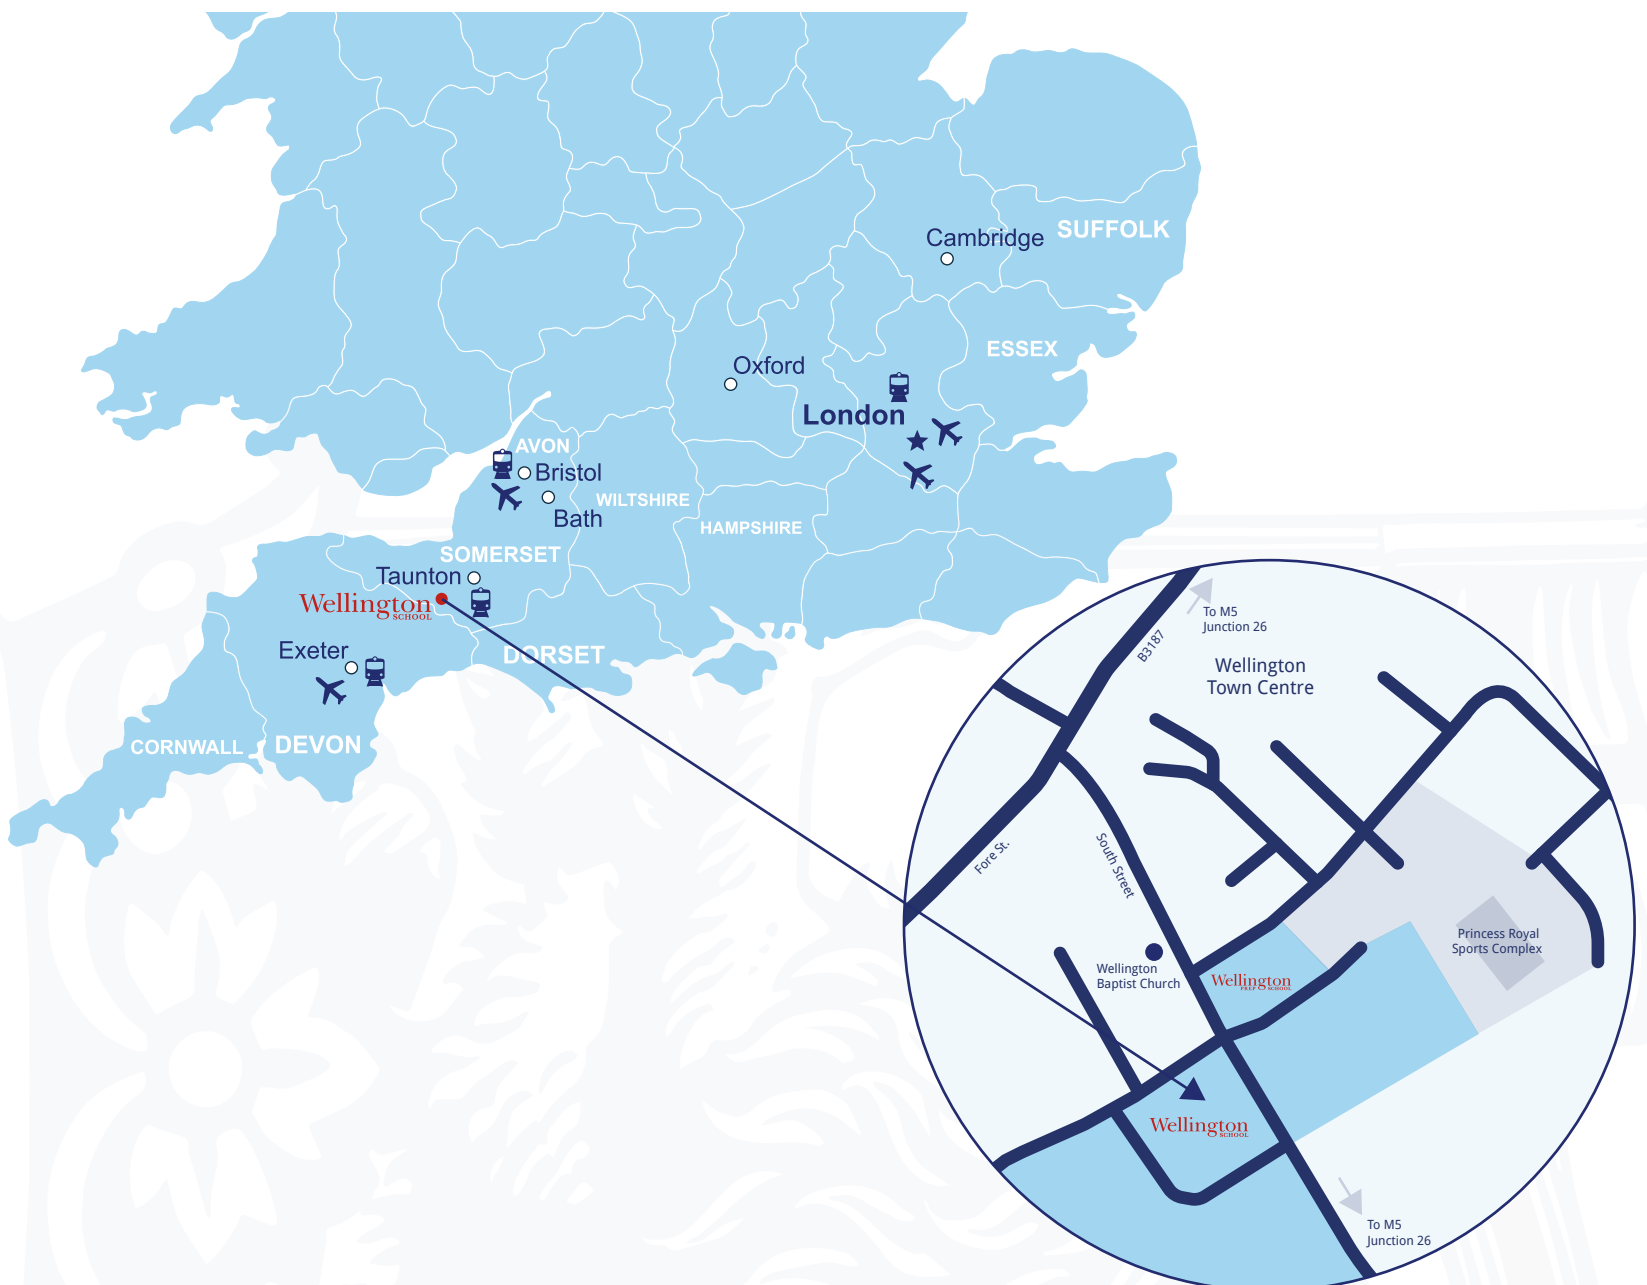 Cambridge
SUFFOLK
ESSEX
Oxford
London
AVON
Bristol
WILTSHIRE
Bath
HAMPSHIRE
SOMERSET
Taunton
Wellington
SCHOOL
Exeter
DORSET
CORNWALL
DEVON
To M5
Junction 26
B3187
Wellington
Town Centre
Fore St.
South Street
Princess Royal
Sports Complex
Wellington
Baptist Church
Wellington
PREP SCHOOL
Wellington
SCHOOL
To M5
Junction 26